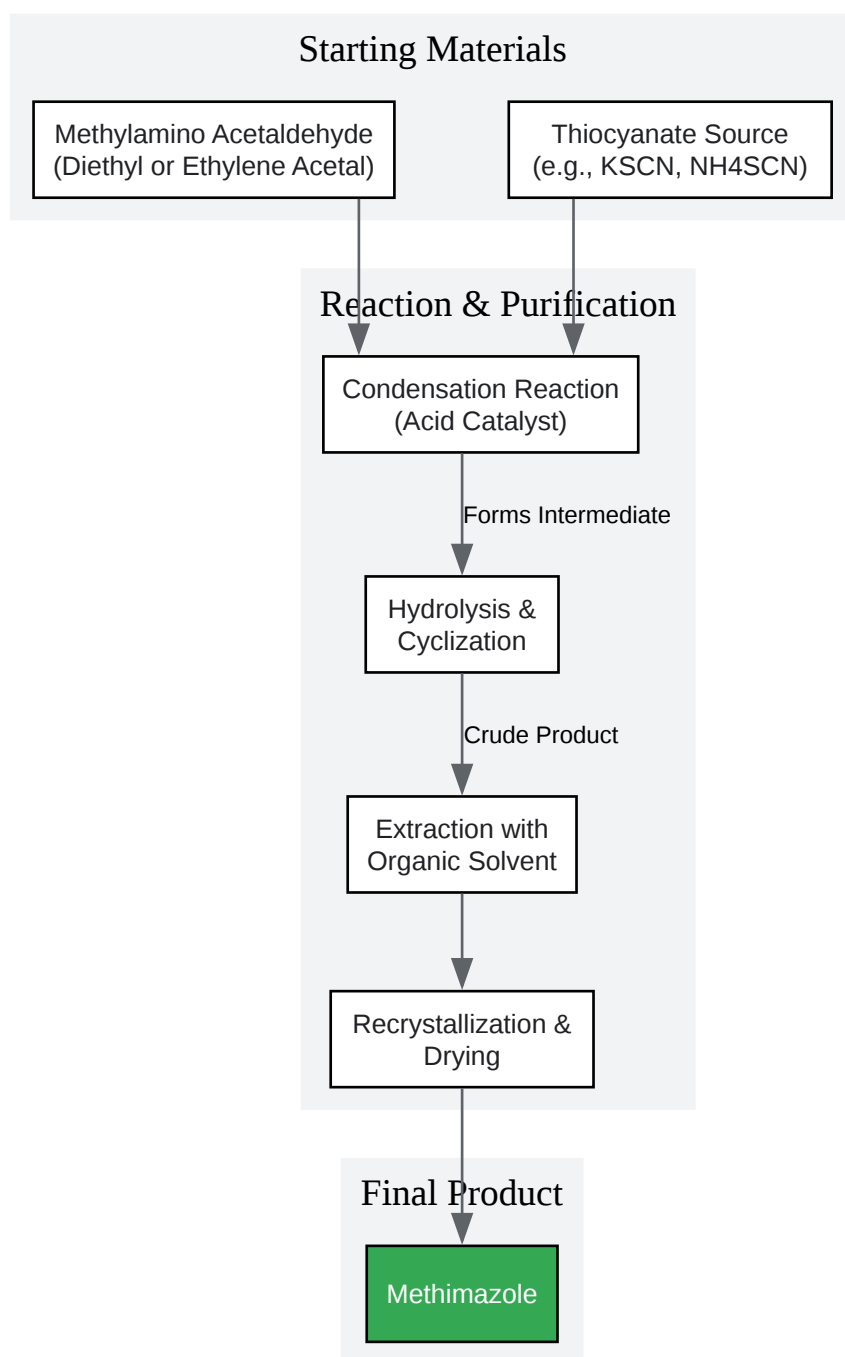 Starting Materials
Methylamino Acetaldehyde
(Diethyl or Ethylene Acetal)
Thiocyanate Source
(e.g., KSCN, NH4SCN)
Reaction & Purification
Condensation Reaction
(Acid Catalyst)
Forms Intermediate
Hydrolysis &
Cyclization
Crude Product
Extraction with
Organic Solvent
Recrystallization &
Drying
Final Product
Methimazole